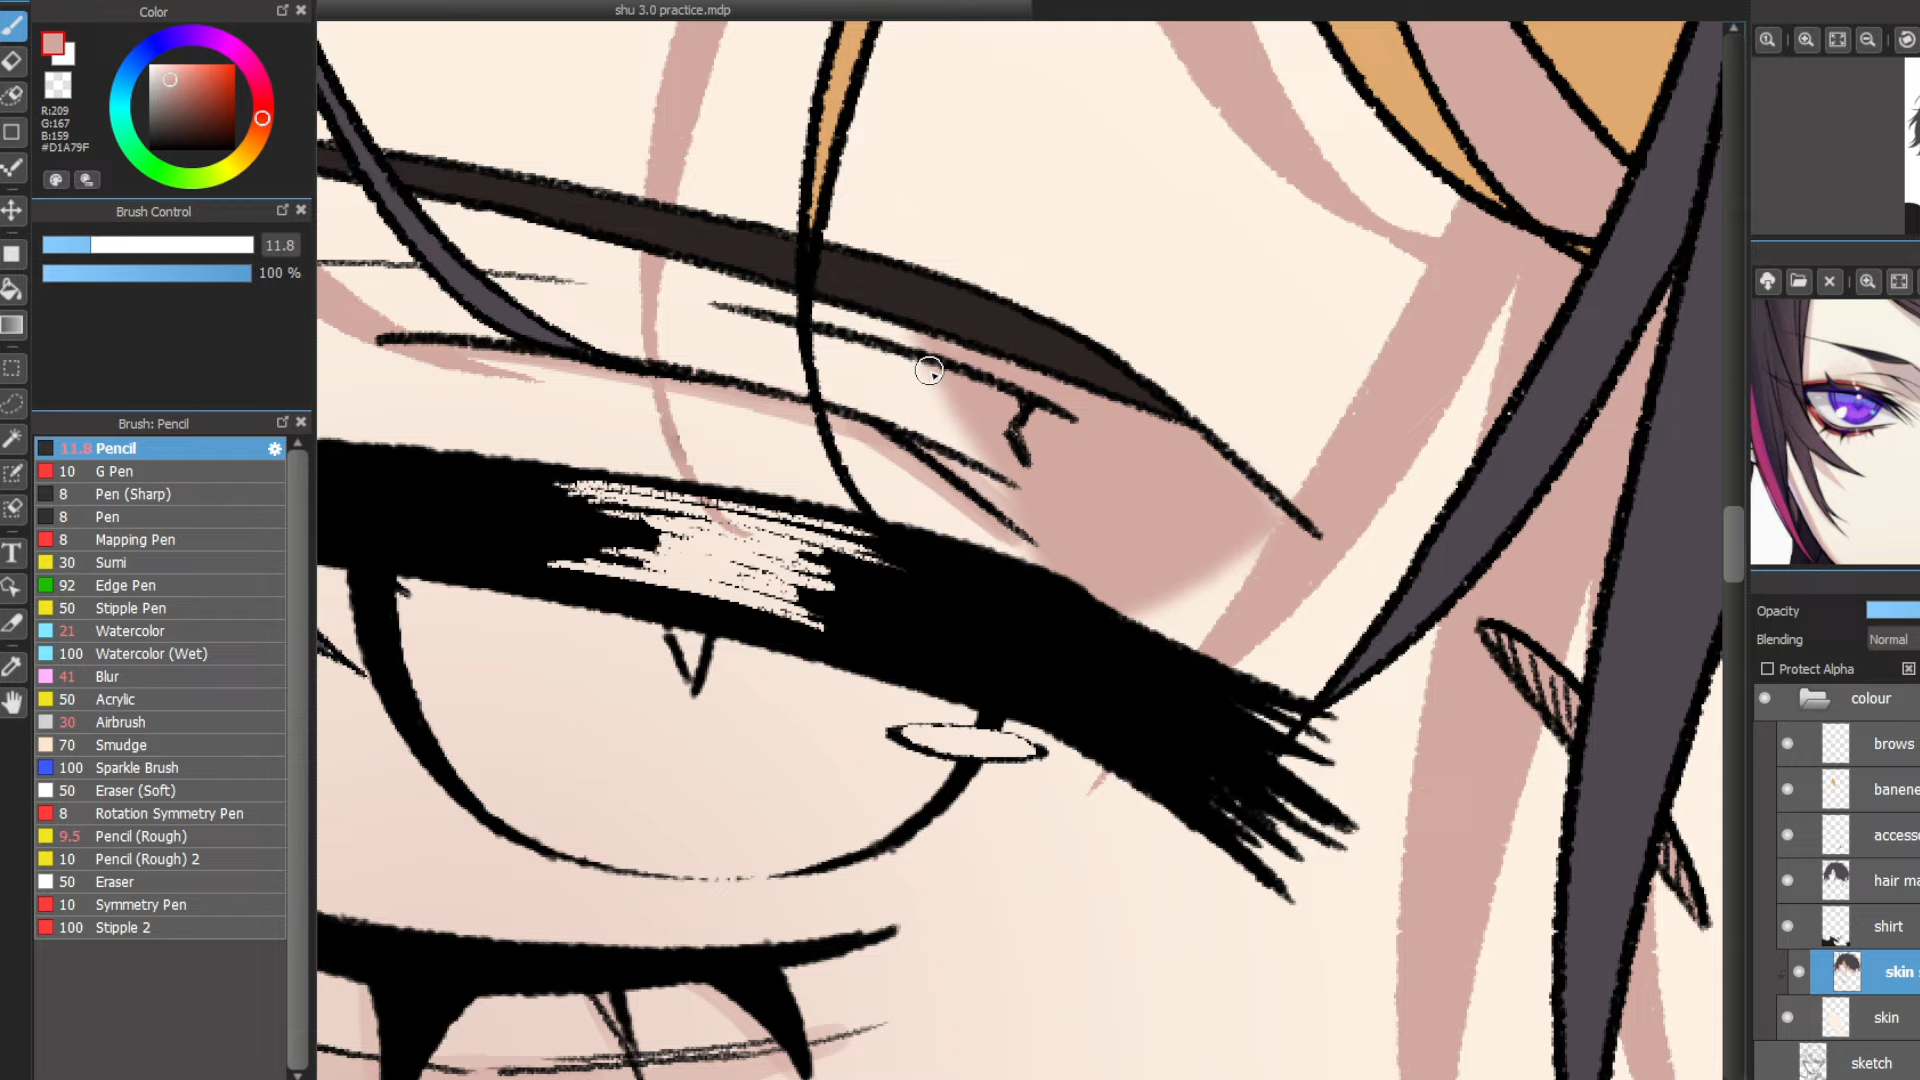 Color
shu 3.0 practice.mdp
R:209
G:167
B:159
#D1A79F
Brush Control
11.8
100 %
Brush: Pencil
11.8 Pencil
10 G Pen
8 Pen (Sharp)
8 Pen
8 Mapping Pen
30 Sumi
92 Edge Pen
50 Stipple Pen
21 Watercolor
100 Watercolor (Wet)
41 Blur
50 Acrylic
30 Airbrush
70 Smudge
100 Sparkle Brush
50 Eraser (Soft)
8 Rotation Symmetry Pen
9.5 Pencil (Rough)
10 Pencil (Rough) 2
50 Eraser
10 Symmetry Pen
100 Stipple 2
Opacity
Blending Normal
Protect Alpha
colour
brows
banene
access
hair ma
shirt
skin
skin
sketch